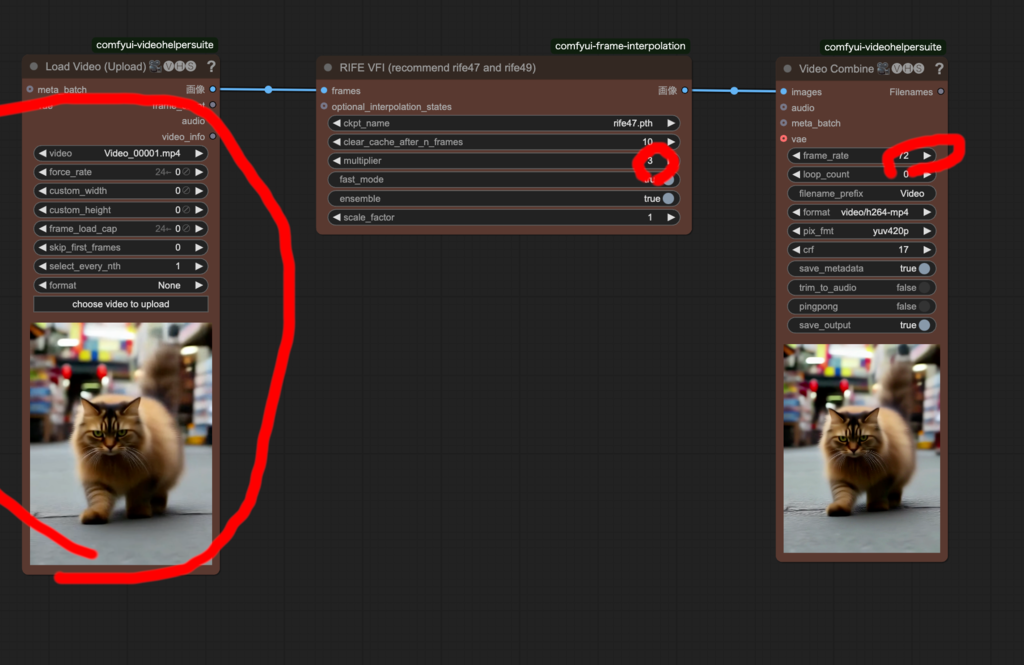 comfyui-videohelpersuite
Load Video (Upload) VHS ?
meta_batch
画像
audio
video_info
video Video_00001.mp4
force_rate 24← 0
custom_width 0
custom_height 0
frame_load_cap 24← 0
skip_first_frames 0
select_every_nth 1
format None
choose video to upload
comfyui-frame-interpolation
RIFE VFI (recommend rife47 and rife49)
frames 画像
optional_interpolation_states
ckpt_name rife47.pth
clear_cache_after_n_frames 10
multiplier 3
fast_mode
ensemble true
scale_factor 1
comfyui-videohelpersuite
Video Combine VHS ?
images Filenames
audio
meta_batch
vae
frame_rate 72
loop_count 0
filename_prefix Video
format video/h264-mp4
pix_fmt yuv420p
crf 17
save_metadata true
trim_to_audio false
pingpong false
save_output true